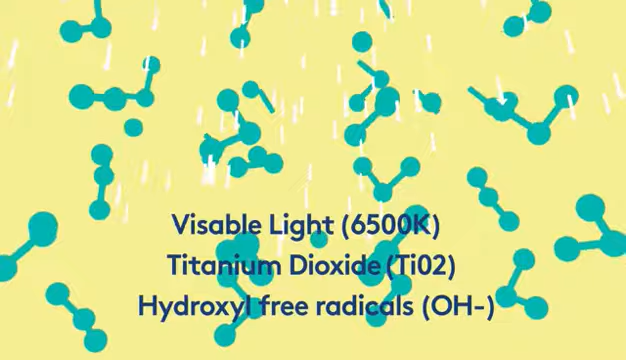 Visable Light (6500K)
Titanium Dioxide (Ti02)
Hydroxyl free radicals (OH-)